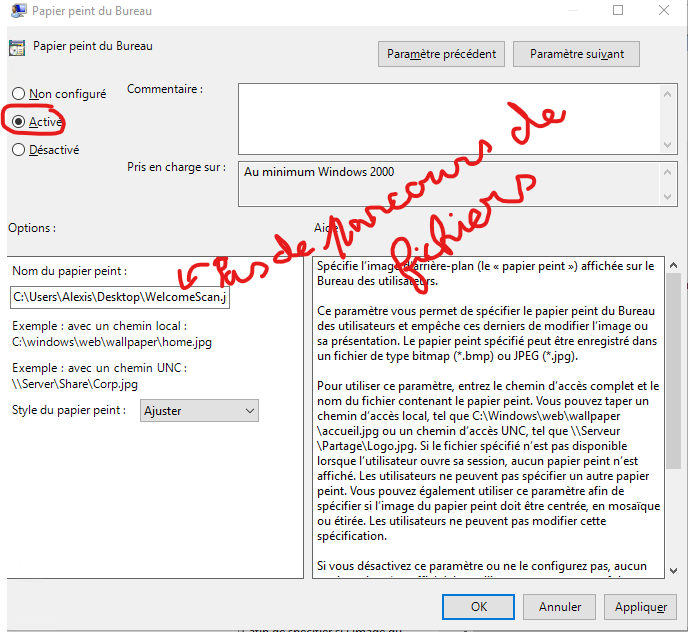 Papier peint du Bureau
Papier peint du Bureau
Paramètre précédent
Paramètre suivant
Non configuré
Commentaire :
Activé
Désactivé
Pris en charge sur :
Au minimum Windows 2000
Pas de parcours de
fichiers
Options :
Aide
Nom du papier peint :
C:\Users\Alexis\Desktop\WelcomeScan.j
Exemple : avec un chemin local :
C:\windows\web\wallpaper\home.jpg
Exemple : avec un chemin UNC :
\\Server\Share\Corp.jpg
Style du papier peint :
Ajuster
Spécifie l'image d'arrière-plan (le « papier peint ») affichée sur le
Bureau des utilisateurs.
Ce paramètre vous permet de spécifier le papier peint du Bureau
des utilisateurs et empêche ces derniers de modifier l'image ou
sa présentation. Le papier peint spécifié peut être enregistré dans
un fichier de type bitmap (*.bmp) ou JPEG (*.jpg).
Pour utiliser ce paramètre, entrez le chemin d'accès complet et le
nom du fichier contenant le papier peint. Vous pouvez taper un
chemin d'accès local, tel que C:\Windows\web\wallpaper
\accueil.jpg ou un chemin d'accès UNC, tel que \\Serveur
\Partage\Logo.jpg. Si le fichier spécifié n'est pas disponible
lorsque l'utilisateur ouvre sa session, aucun papier peint n'est
affiché. Les utilisateurs ne peuvent pas spécifier un autre papier
peint. Vous pouvez également utiliser ce paramètre afin de
spécifier si l'image du papier peint doit être centrée, en mosaïque
ou étirée. Les utilisateurs ne peuvent pas modifier cette
spécification.
Si vous désactivez ce paramètre ou ne le configurez pas, aucun
OK
Annuler
Appliquer